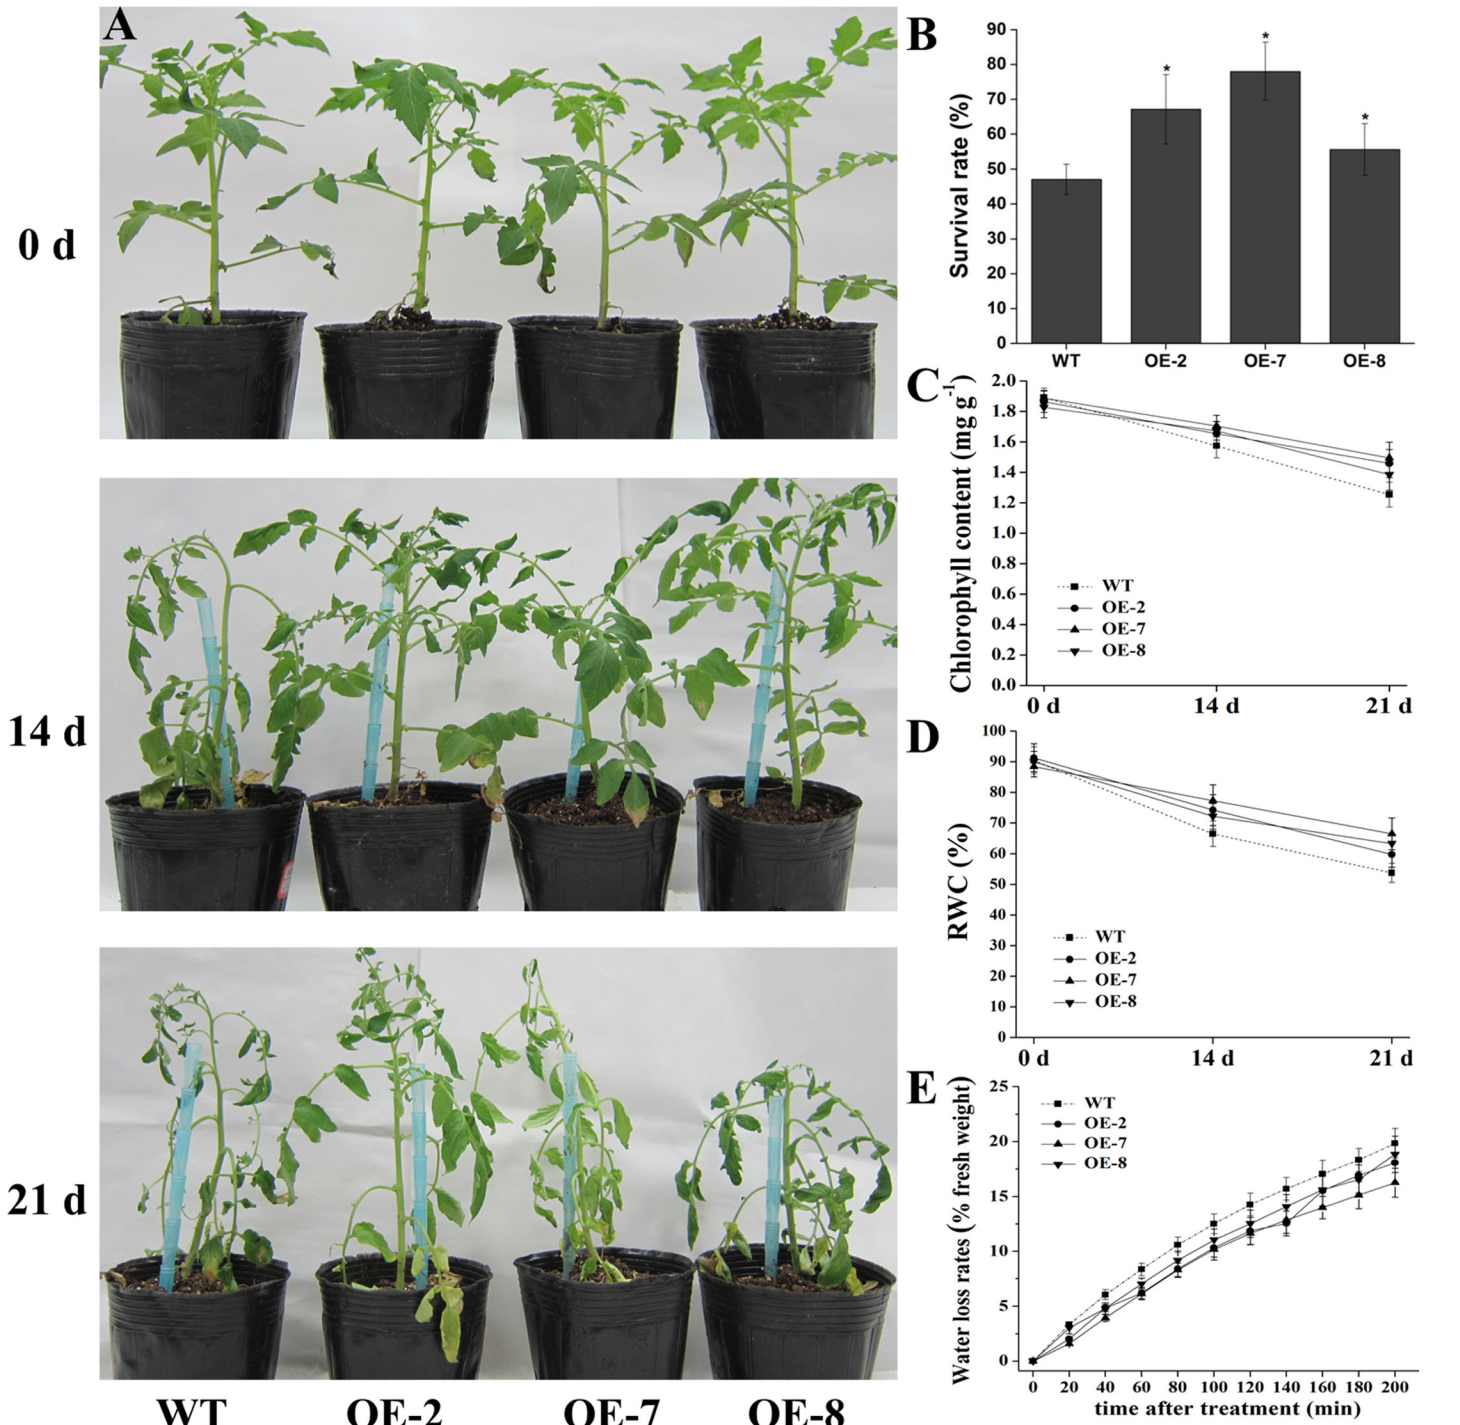 A
0 d
14 d
21 d
WT OE-2 OE-7 OE-8
B
Survival rate (%)
90
80
70
60
50
40
30
20
10
0
* * *
WT OE-2 OE-7 OE-8
C
Chlorophyll content (mg g-1)
2.0
1.8
1.6
1.4
1.2
1.0
0.8
0.6
0.4
0.2
0.0
WT
OE-2
OE-7
OE-8
0 d 14 d 21 d
D
RWC (%)
100
90
80
70
60
50
40
30
20
10
0
WT
OE-2
OE-7
OE-8
0 d 14 d 21 d
E
Water loss rates (% fresh weight)
25
20
15
10
5
0
WT
OE-2
OE-7
OE-8
0 20 40 60 80 100 120 140 160 180 200
time after treatment (min)